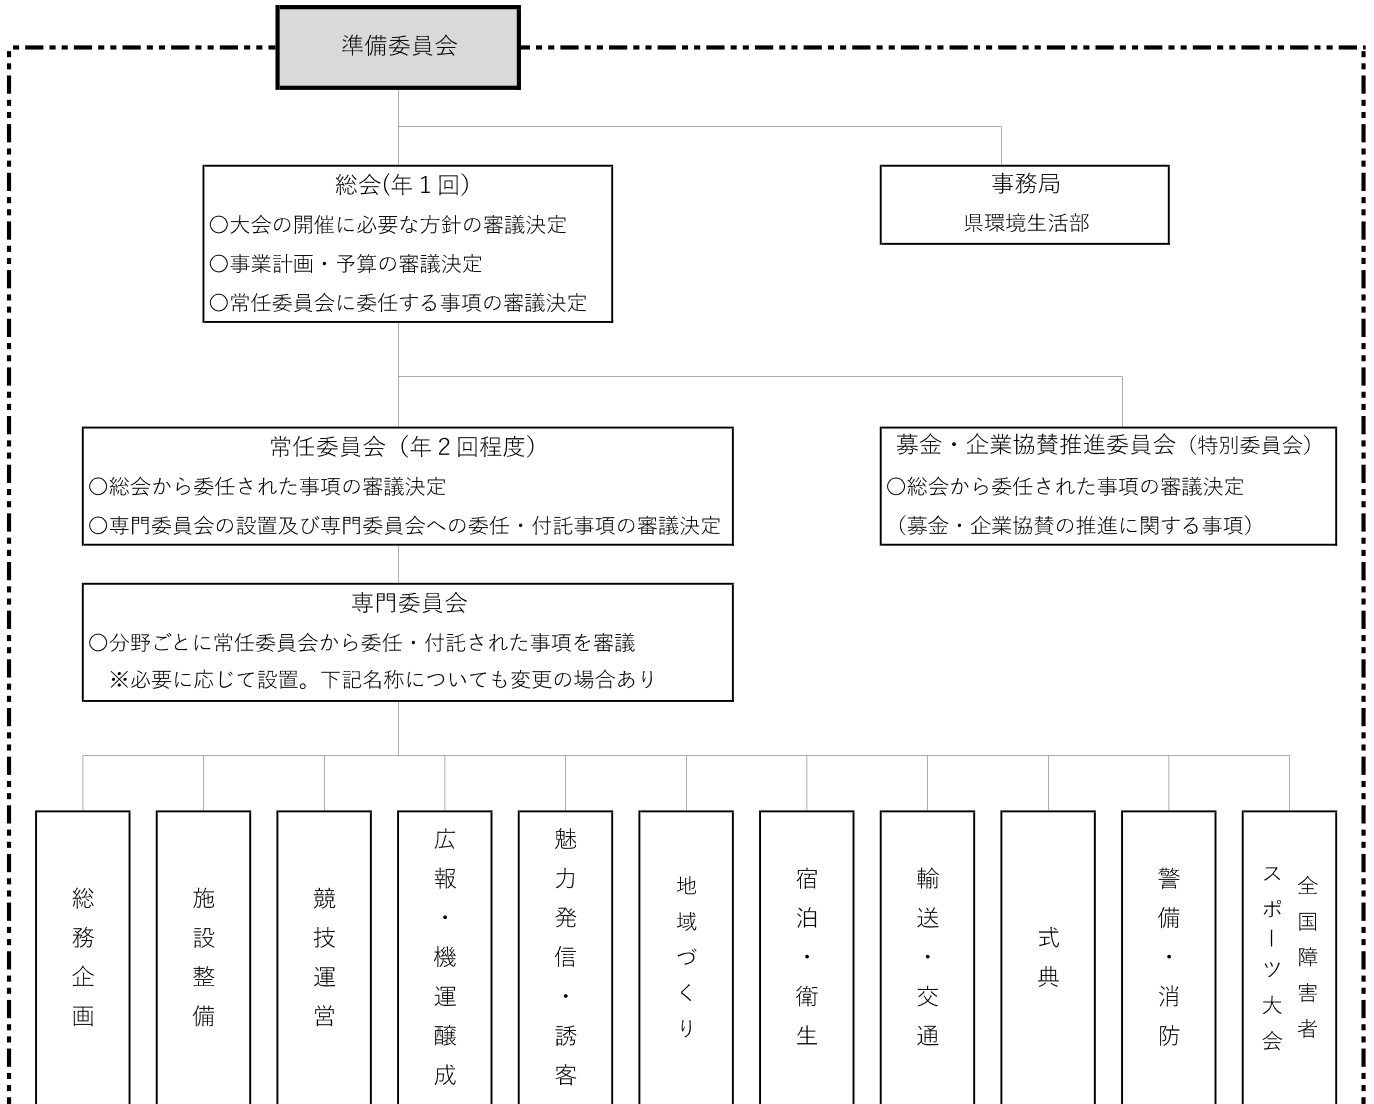 準備委員会
総会(年１回)
○大会の開催に必要な方針の審議決定
○事業計画・予算の審議決定
○常任委員会に委任する事項の審議決定
事務局
県環境生活部
常任委員会（年２回程度）
○総会から委任された事項の審議決定
○専門委員会の設置及び専門委員会への委任・付託事項の審議決定
募金・企業協賛推進委員会（特別委員会）
○総会から委任された事項の審議決定
（募金・企業協賛の推進に関する事項）
専門委員会
○分野ごとに常任委員会から委任・付託された事項を審議
※必要に応じて設置。下記名称についても変更の場合あり
総務企画
施設整備
競技運営
広報・機運醸成
魅力発信・誘客
地域づくり
宿泊・衛生
輸送・交通
式典
警備・消防
全国障害者
スポーツ大会